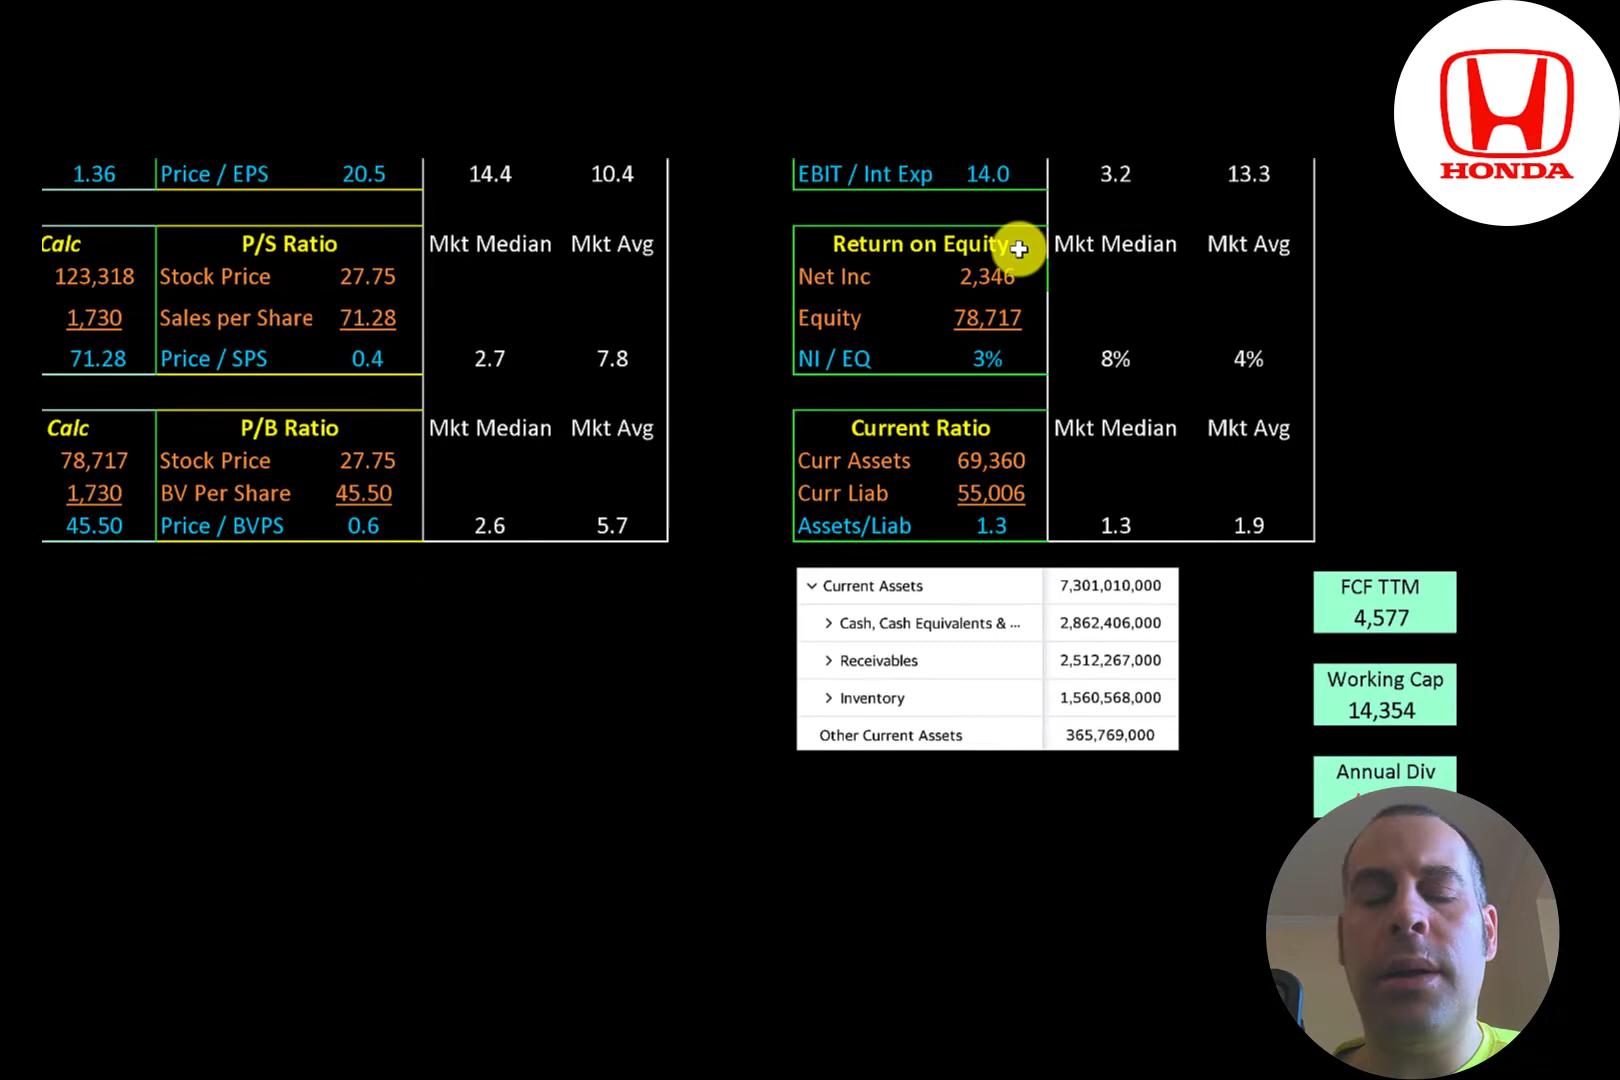 HONDA
1.36 Price / EPS 20.5 14.4 10.4
Calc P/S Ratio Mkt Median Mkt Avg
123,318 Stock Price 27.75
1,730 Sales per Share 71.28
71.28 Price / SPS 0.4 2.7 7.8
Calc P/B Ratio Mkt Median Mkt Avg
78,717 Stock Price 27.75
1,730 BV Per Share 45.50
45.50 Price / BVPS 0.6 2.6 5.7
EBIT / Int Exp 14.0 3.2 13.3
Return on Equity Mkt Median Mkt Avg
Net Inc 2,346
Equity 78,717
NI / EQ 3% 8% 4%
Current Ratio Mkt Median Mkt Avg
Curr Assets 69,360
Curr Liab 55,006
Assets/Liab 1.3 1.3 1.9
Current Assets 7,301,010,000
Cash, Cash Equivalents & ... 2,862,406,000
Receivables 2,512,267,000
Inventory 1,560,568,000
Other Current Assets 365,769,000
FCF TTM
4,577
Working Cap
14,354
Annual Div